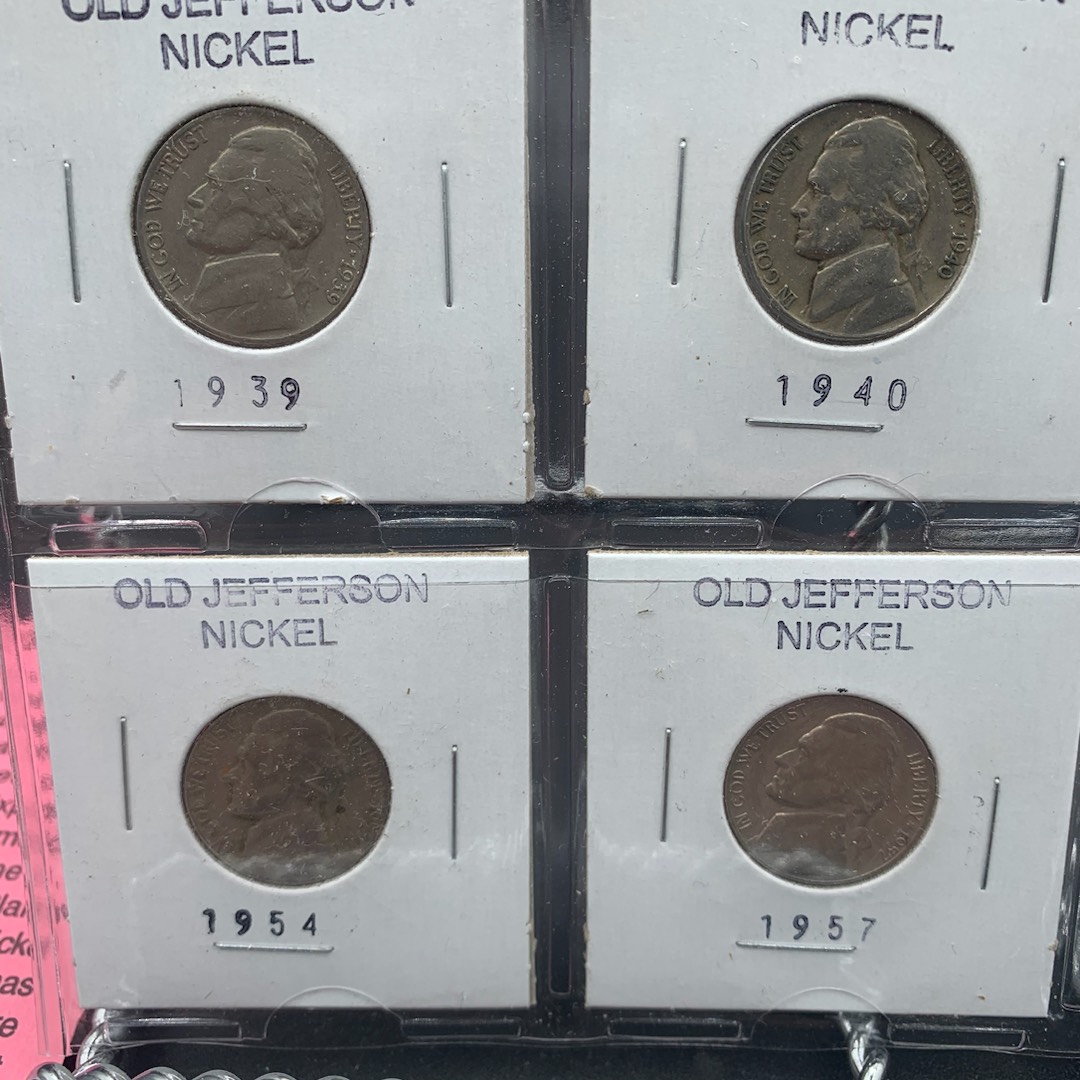 OLD JEFFERSON
NICKEL
IN GOD WE TRUST
LIBERTY
1939
1939
NICKEL
IN GOD WE TRUST
LIBERTY
1940
1940
OLD JEFFERSON
NICKEL
1954
OLD JEFFERSON
NICKEL
IN GOD WE TRUST
LIBERTY
1957